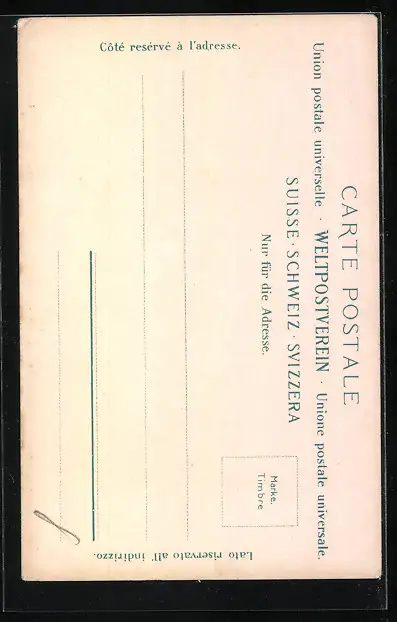 CARTE POSTALE
Union postale universelle · WELTPOSTVEREIN · Unione postale universale.
SUISSE · SCHWEIZ · SVIZZERA
Nur für die Adresse.
Côté resérvé à l'adresse.
Lato riservato all' indirizzo.
Marke.
Timbre